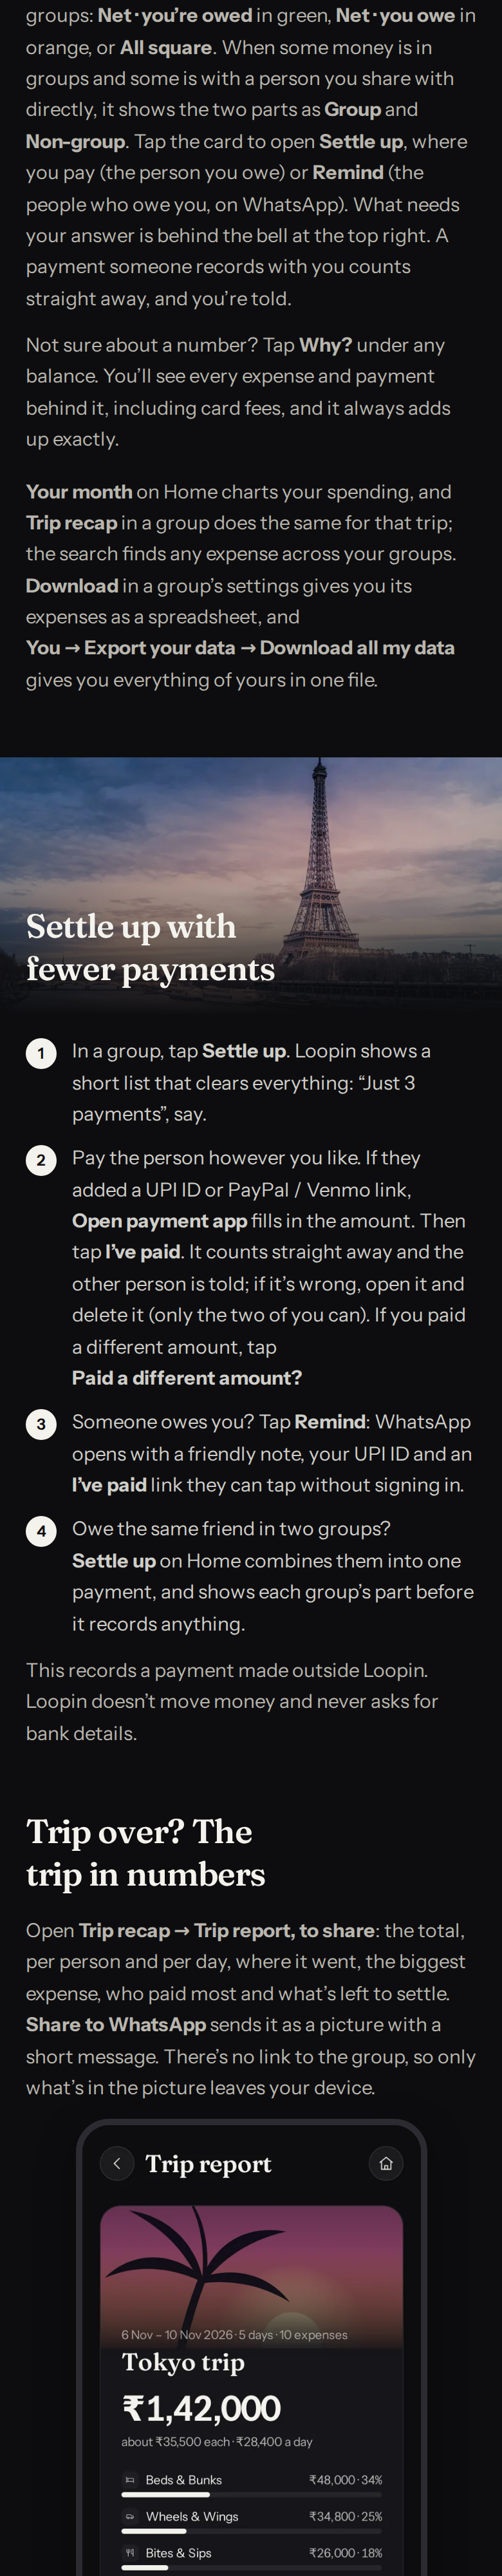 groups: Net · you’re owed in green, Net · you owe in
orange, or All square. When some money is in
groups and some is with a person you share with
directly, it shows the two parts as Group and
Non-group. Tap the card to open Settle up, where
you pay (the person you owe) or Remind (the
people who owe you, on WhatsApp). What needs
your answer is behind the bell at the top right. A
payment someone records with you counts
straight away, and you’re told.
Not sure about a number? Tap Why? under any
balance. You’ll see every expense and payment
behind it, including card fees, and it always adds
up exactly.
Your month on Home charts your spending, and
Trip recap in a group does the same for that trip;
the search finds any expense across your groups.
Download in a group’s settings gives you its
expenses as a spreadsheet, and
You → Export your data → Download all my data
gives you everything of yours in one file.
Settle up with
fewer payments
1 In a group, tap Settle up. Loopin shows a
short list that clears everything: “Just 3
payments”, say.
2 Pay the person however you like. If they
added a UPI ID or PayPal / Venmo link,
Open payment app fills in the amount. Then
tap I’ve paid. It counts straight away and the
other person is told; if it’s wrong, open it and
delete it (only the two of you can). If you paid
a different amount, tap
Paid a different amount?
3 Someone owes you? Tap Remind: WhatsApp
opens with a friendly note, your UPI ID and an
I’ve paid link they can tap without signing in.
4 Owe the same friend in two groups?
Settle up on Home combines them into one
payment, and shows each group’s part before
it records anything.
This records a payment made outside Loopin.
Loopin doesn’t move money and never asks for
bank details.
Trip over? The
trip in numbers
Open Trip recap → Trip report, to share: the total,
per person and per day, where it went, the biggest
expense, who paid most and what’s left to settle.
Share to WhatsApp sends it as a picture with a
short message. There’s no link to the group, so only
what’s in the picture leaves your device.
Trip report
6 Nov – 10 Nov 2026 · 5 days · 10 expenses
Tokyo trip
₹1,42,000
about ₹35,500 each · ₹28,400 a day
Beds & Bunks ₹48,000 · 34%
Wheels & Wings ₹34,800 · 25%
Bites & Sips ₹26,000 · 18%